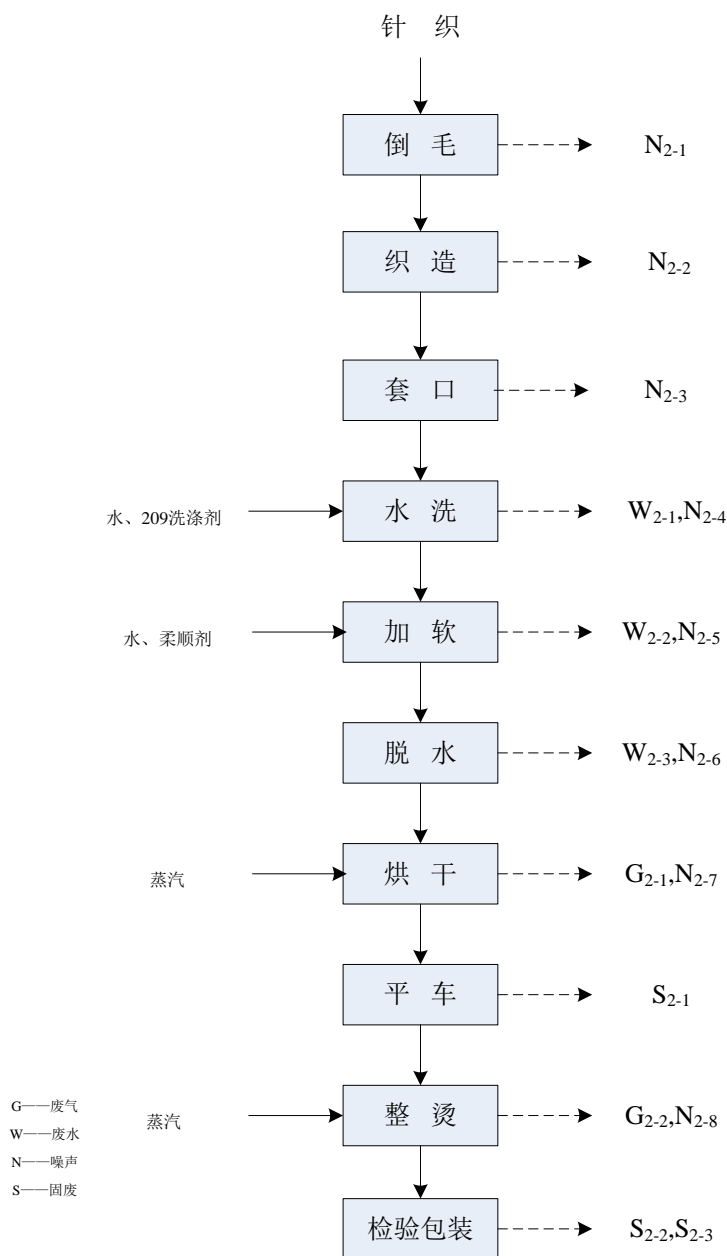 针 织
倒 毛
N2-1
织 造
N2-2
套 口
N2-3
水、209洗涤剂
水 洗
W2-1,N2-4
水、柔顺剂
加 软
W2-2,N2-5
脱 水
W2-3,N2-6
蒸汽
烘 干
G2-1,N2-7
平 车
S2-1
蒸汽
整 烫
G2-2,N2-8
检验包装
S2-2,S2-3
G——废气
W——废水
N——噪声
S——固废